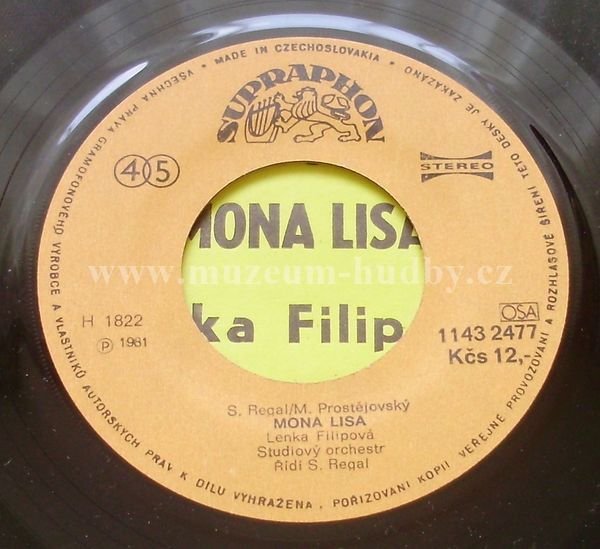 MADE IN CZECHOSLOVAKIA • VŠECHNA PRÁVA GRAMOFONOVÉHO VÝROBCE A VLASTNÍKŮ AUTORSKÝCH PRÁV K DÍLU VYHRAŽENA. POŘIZOVÁNÍ KOPIÍ VEŘEJNÉ PROVOZOVÁNÍ A ROZHLASOVÉ ŠÍŘENÍ TÉTO DESKY JE ZAKÁZÁNO •
SUPRAPHON
45
STEREO
MONA LISA
www.muzeum-hudby.cz
ka Filip
H 1822
Ⓟ 1981
OSA
1143 2477
Kčs 12,-
S. Regal/M. Prostějovský
MONA LISA
Lenka Filipová
Studiový orchestr
Řídí S. Regal